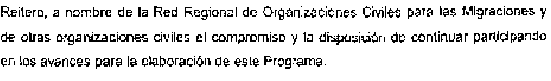 Reitero, a nombre de la Red Regional de Organizaciones Civiles para las Migraciones y
de otras organizaciones civiles el compromiso y la disposición de continuar participando
en los avances para la elaboración de este Programa.